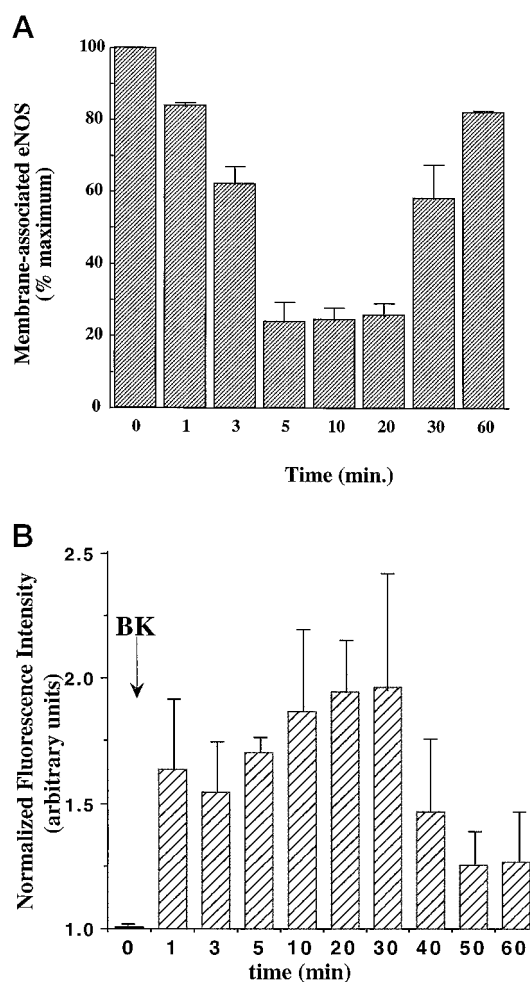 A
Membrane-associated eNOS
(% maximum)
100
80
60
40
20
0
0 1 3 5 10 20 30 60
Time (min.)
B
Normalized Fluorescence Intensity
(arbitrary units)
2.5
2.0
1.5
1.0
BK
0 1 3 5 10 20 30 40 50 60
time (min)